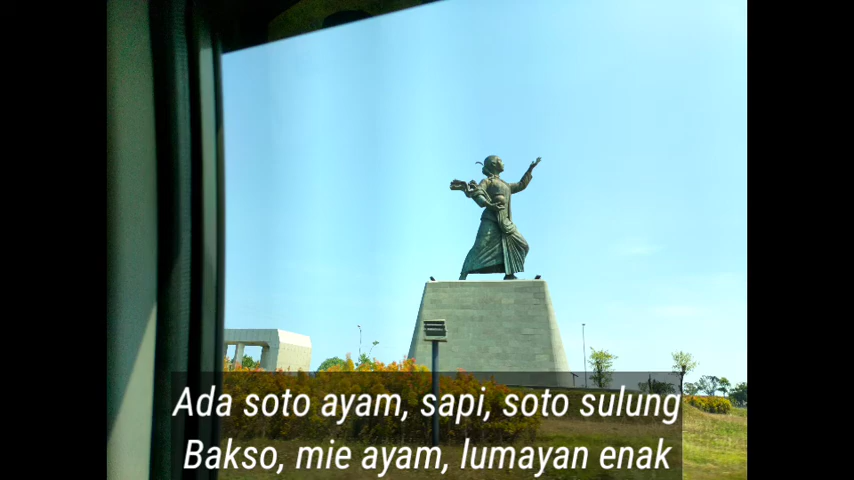 Ada soto ayam, sapi, soto sulung
Bakso, mie ayam, lumayan enak